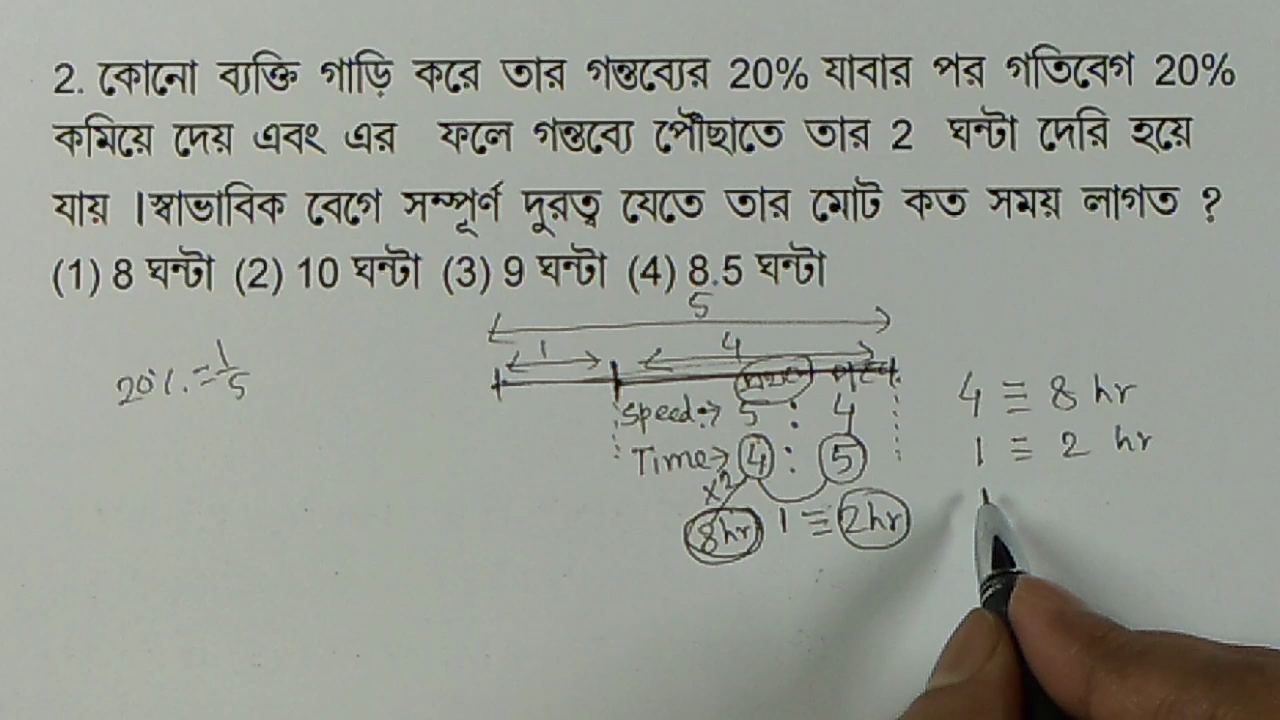 2. কোনো ব্যক্তি গাড়ি করে তার গন্তব্যের 20% যাবার পর গতিবেগ 20%
কমিয়ে দেয় এবং এর ফলে গন্তব্যে পৌঁছাতে তার 2 ঘন্টা দেরি হয়ে
যায় ।স্বাভাবিক বেগে সম্পূর্ণ দুরত্ব যেতে তার মোট কত সময় লাগত ?
(1) 8 ঘন্টা (2) 10 ঘন্টা (3) 9 ঘন্টা (4) 8.5 ঘন্টা
5
1 4
20% = 1/5
Speed:→ 5 : 4
Time→ 4 : 5
×2
8hr 1 ≡ 2hr
4 ≡ 8 hr
1 ≡ 2 hr